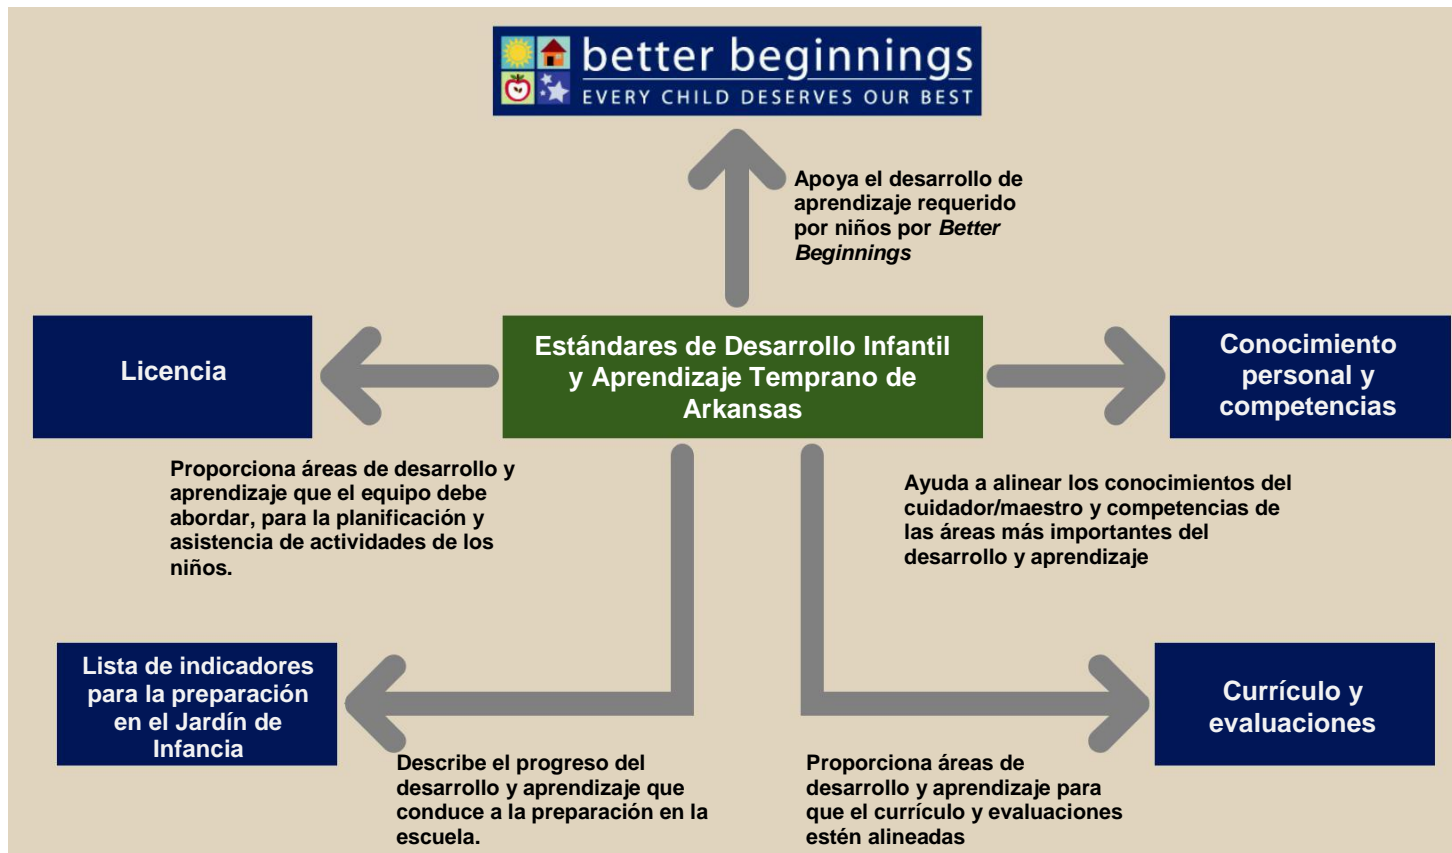 better beginnings
EVERY CHILD DESERVES OUR BEST
Apoya el desarrollo de
aprendizaje requerido
por niños por Better
Beginnings
Licencia
Estándares de Desarrollo Infantil
y Aprendizaje Temprano de
Arkansas
Conocimiento
personal y
competencias
Proporciona áreas de desarrollo y
aprendizaje que el equipo debe
abordar, para la planificación y
asistencia de actividades de los
niños.
Ayuda a alinear los conocimientos del
cuidador/maestro y competencias de
las áreas más importantes del
desarrollo y aprendizaje
Lista de indicadores
para la preparación
en el Jardín de
Infancia
Currículo y
evaluaciones
Describe el progreso del
desarrollo y aprendizaje que
conduce a la preparación en la
escuela.
Proporciona áreas de
desarrollo y aprendizaje para
que el currículo y evaluaciones
estén alineadas